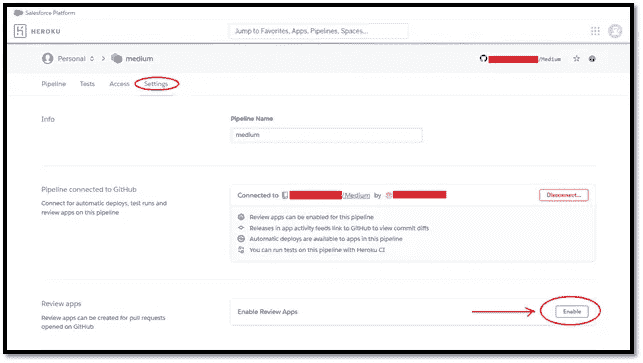 Salesforce Platform
HEROKU
Jump to Favorites, Apps, Pipelines, Spaces...
Personal
medium
/Medium
Pipeline
Tests
Access
Settings
Info
Pipeline Name
medium
Pipeline connected to GitHub
Connect for automatic deploys, test runs and
review apps on this pipeline
Connected to /Medium by
Disconnect...
Review apps can be enabled for this pipeline
Releases in app activity feeds link to GitHub to view commit diffs
Automatic deploys are available to apps in this pipeline
You can run tests on this pipeline with Heroku CI
Review apps
Review apps can be created for pull requests
opened on GitHub
Enable Review Apps
Enable